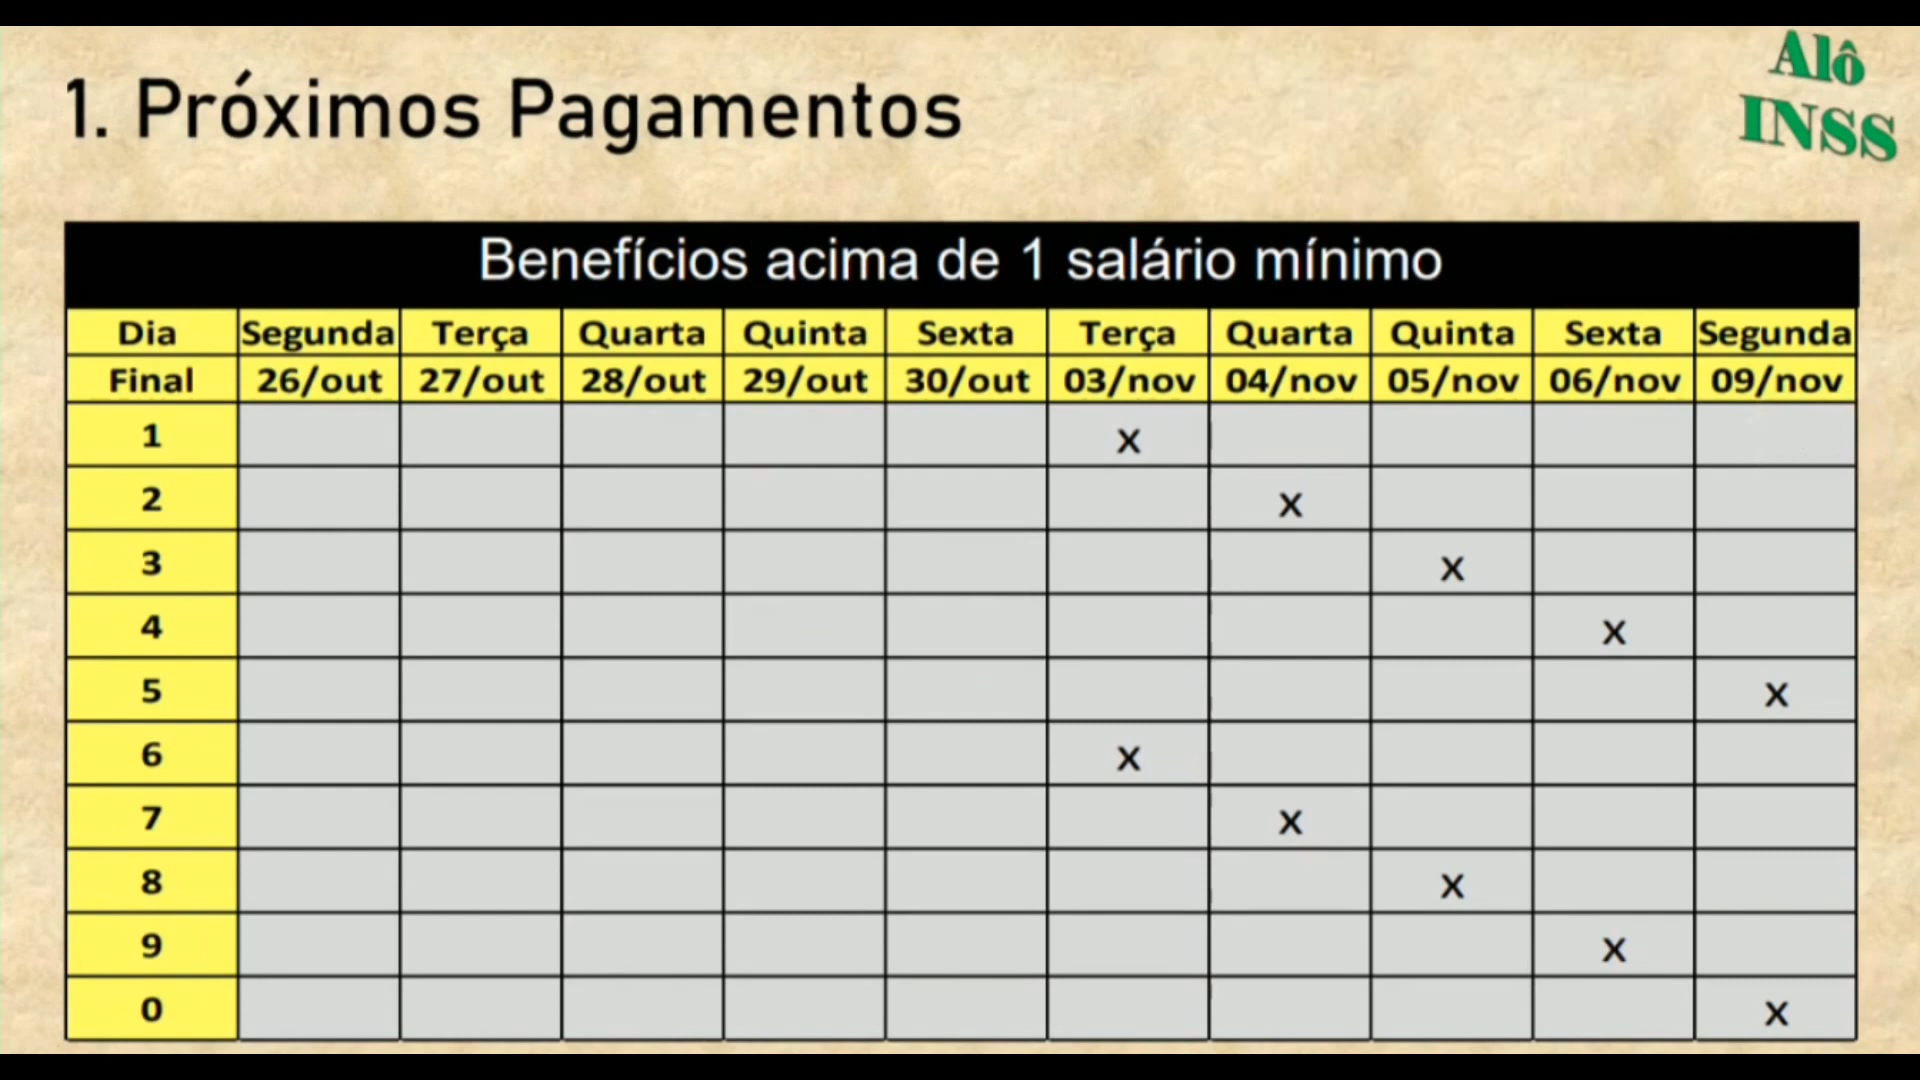 Alô
INSS
1. Próximos Pagamentos
Benefícios acima de 1 salário mínimo
Dia Segunda Terça Quarta Quinta Sexta Terça Quarta Quinta Sexta Segunda
Final 26/out 27/out 28/out 29/out 30/out 03/nov 04/nov 05/nov 06/nov 09/nov
1 x
2 x
3 x
4 x
5 x
6 x
7 x
8 x
9 x
0 x